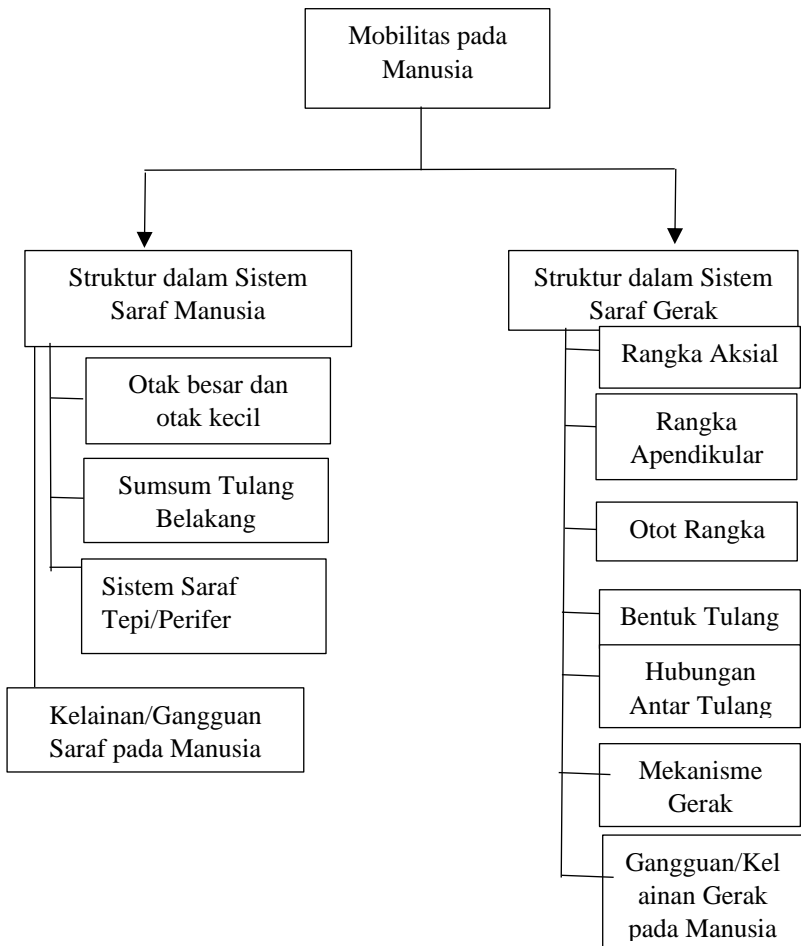 Mobilitas pada
Manusia
Struktur dalam Sistem
Saraf Manusia
Otak besar dan
otak kecil
Sumsum Tulang
Belakang
Sistem Saraf
Tepi/Perifer
Kelainan/Gangguan
Saraf pada Manusia
Struktur dalam Sistem
Saraf Gerak
Rangka Aksial
Rangka
Apendikular
Otot Rangka
Bentuk Tulang
Hubungan
Antar Tulang
Mekanisme
Gerak
Gangguan/Kel
ainan Gerak
pada Manusia